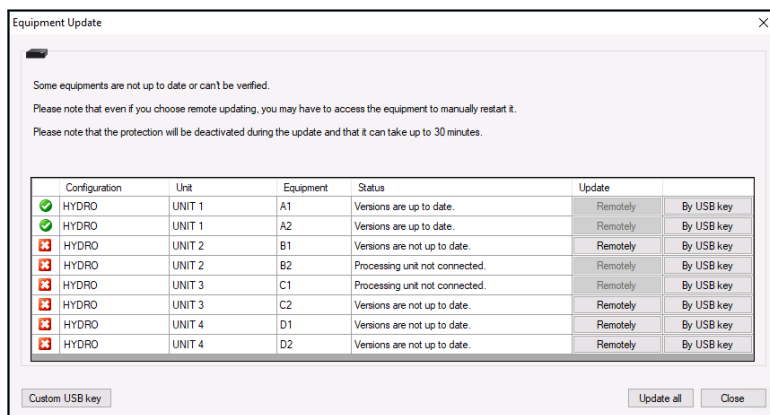 Equipment Update
Some equipments are not up to date or can't be verified.
Please note that even if you choose remote updating, you may have to access the equipment to manually restart it.
Please note that the protection will be deactivated during the update and that it can take up to 30 minutes.
Configuration Unit Equipment Status Update
HYDRO UNIT 1 A1 Versions are up to date. Remotely By USB key
HYDRO UNIT 1 A2 Versions are up to date. Remotely By USB key
HYDRO UNIT 2 B1 Versions are not up to date. Remotely By USB key
HYDRO UNIT 2 B2 Processing unit not connected. Remotely By USB key
HYDRO UNIT 3 C1 Processing unit not connected. Remotely By USB key
HYDRO UNIT 3 C2 Versions are not up to date. Remotely By USB key
HYDRO UNIT 4 D1 Versions are not up to date. Remotely By USB key
HYDRO UNIT 4 D2 Versions are not up to date. Remotely By USB key
Custom USB key Update all Close